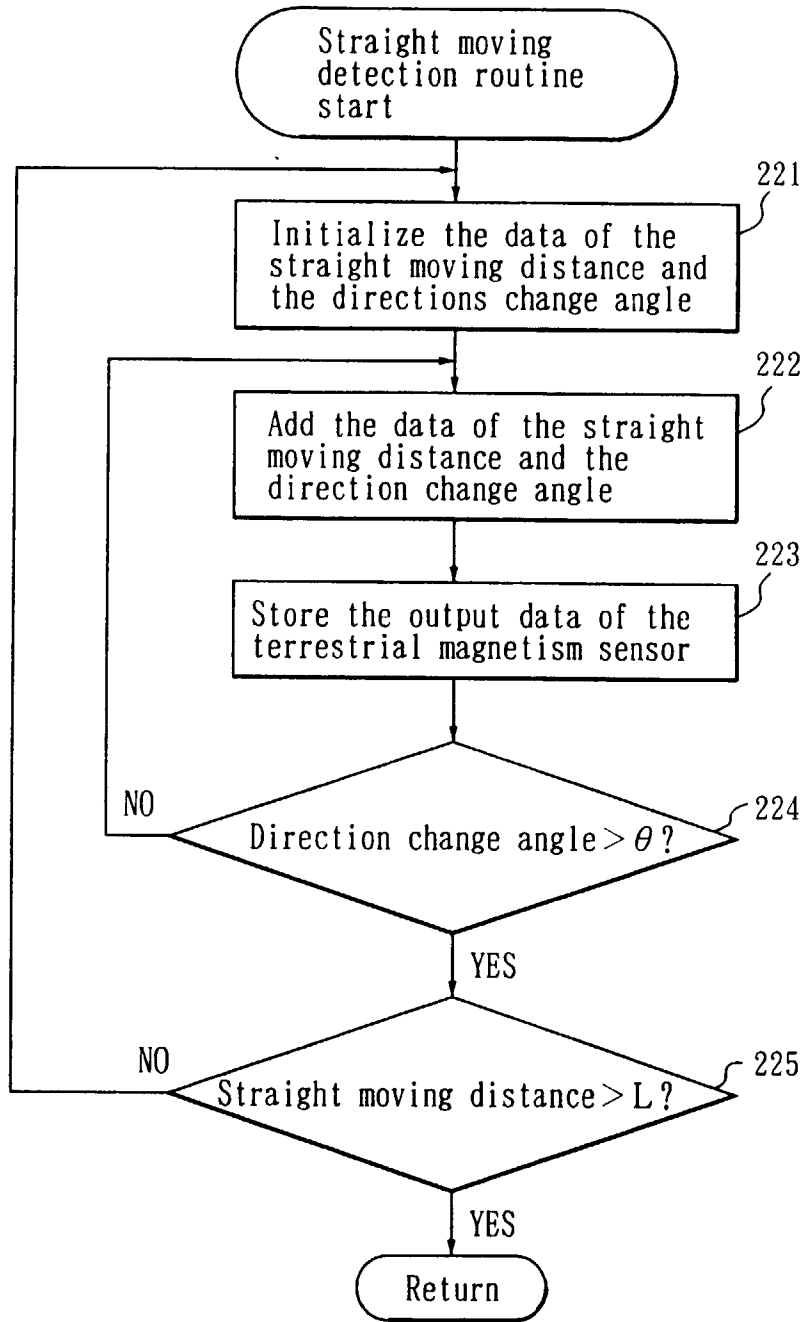 Straight moving
detection routine
start
221
Initialize the data of the
straight moving distance and
the directions change angle
222
Add the data of the straight
moving distance and the
direction change angle
223
Store the output data of the
terrestrial magnetism sensor
NO
224
Direction change angle > θ ?
YES
NO
225
Straight moving distance > L ?
YES
Return